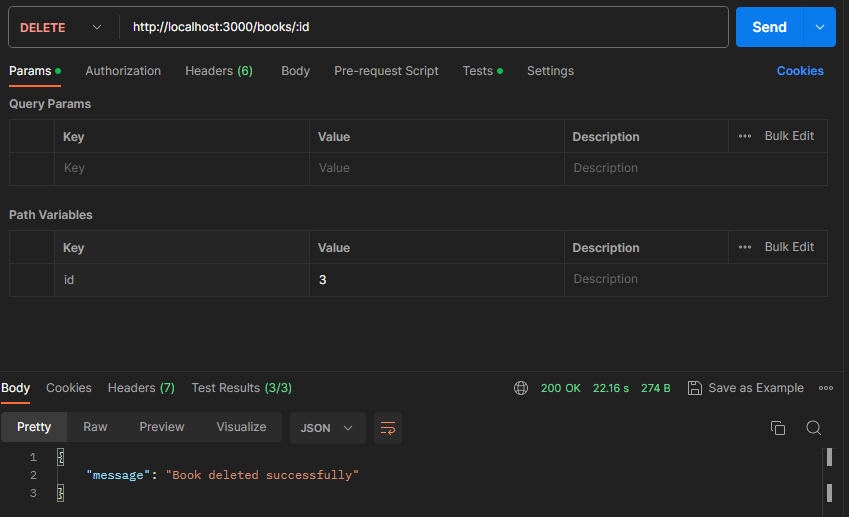 DELETE http://localhost:3000/books/:id Send
Params Authorization Headers (6) Body Pre-request Script Tests Settings Cookies
Query Params
Key Value Description ••• Bulk Edit
Key Value Description
Path Variables
Key Value Description ••• Bulk Edit
id 3 Description
Body Cookies Headers (7) Test Results (3/3) 200 OK 22.16 s 274 B Save as Example •••
Pretty Raw Preview Visualize JSON
1 {
2 "message": "Book deleted successfully"
3 }